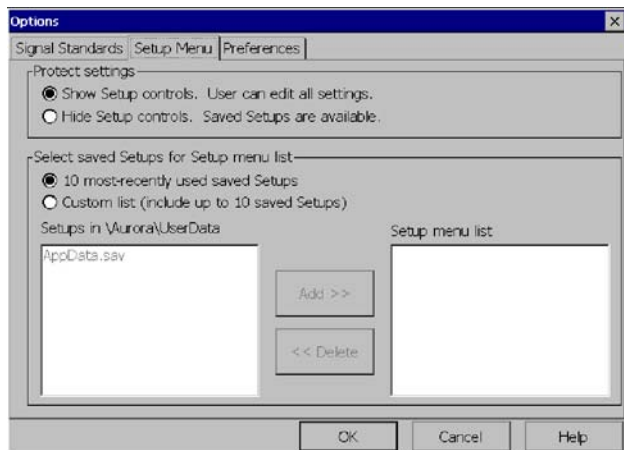 Options
Signal Standards Setup Menu Preferences
Protect settings
Show Setup controls. User can edit all settings.
Hide Setup controls. Saved Setups are available.
Select saved Setups for Setup menu list
10 most-recently used saved Setups
Custom list (include up to 10 saved Setups)
Setups in \Aurora\UserData
Setup menu list
AppData.sav
Add >>
<< Delete
OK Cancel Help